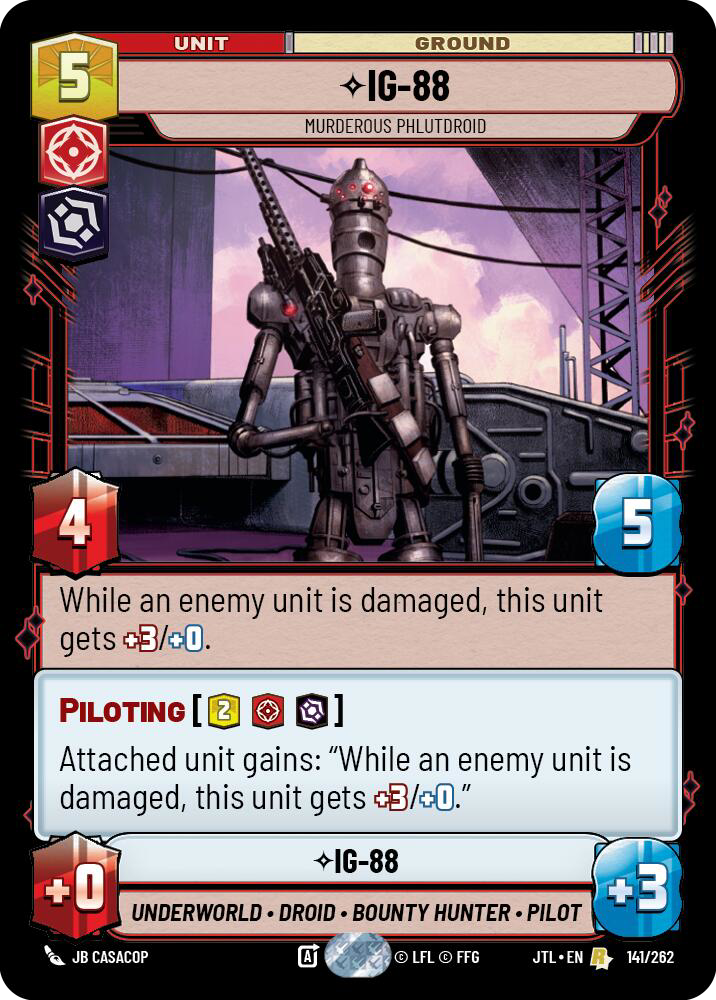 UNIT
GROUND
5
✧IG-88
MURDEROUS PHLUTDROID
4
5
While an enemy unit is damaged, this unit
gets +3/+0.
PILOTING [2]
Attached unit gains: “While an enemy unit is
damaged, this unit gets +3/+0.”
+0
✧IG-88
+3
UNDERWORLD • DROID • BOUNTY HUNTER • PILOT
JB CASACOP
A
© LFL © FFG
JTL • EN
R
141/262